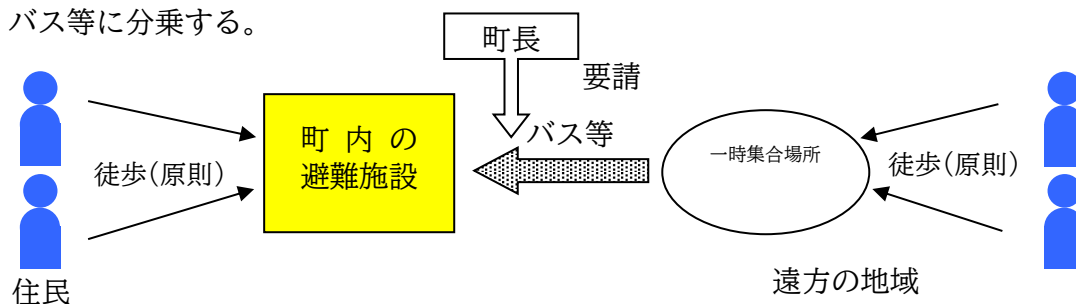 バス等に分乗する。
町長
要請
バス等
町内の
避難施設
徒歩(原則)
一時集合場所
徒歩(原則)
遠方の地域
住民